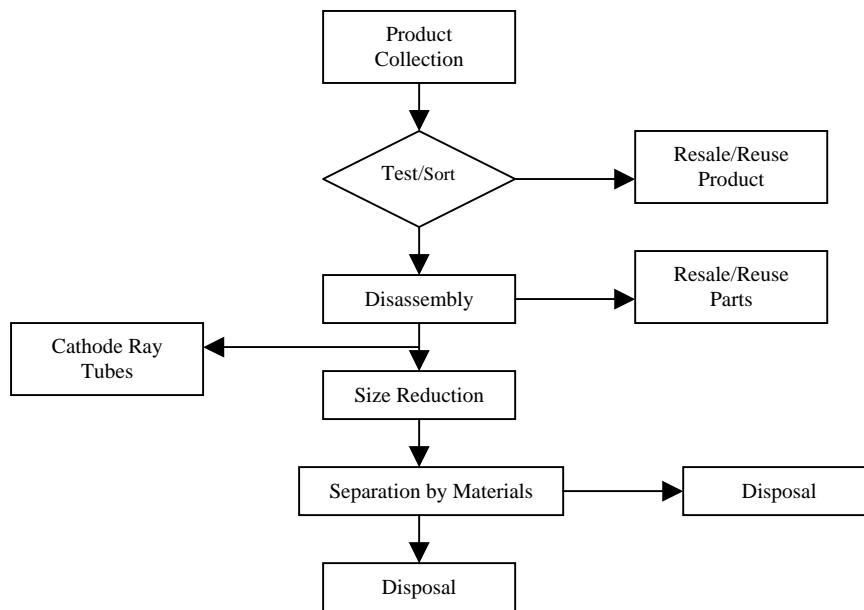 Product
Collection
Test/Sort
Resale/Reuse
Product
Disassembly
Resale/Reuse
Parts
Cathode Ray
Tubes
Size Reduction
Separation by Materials
Disposal
Disposal